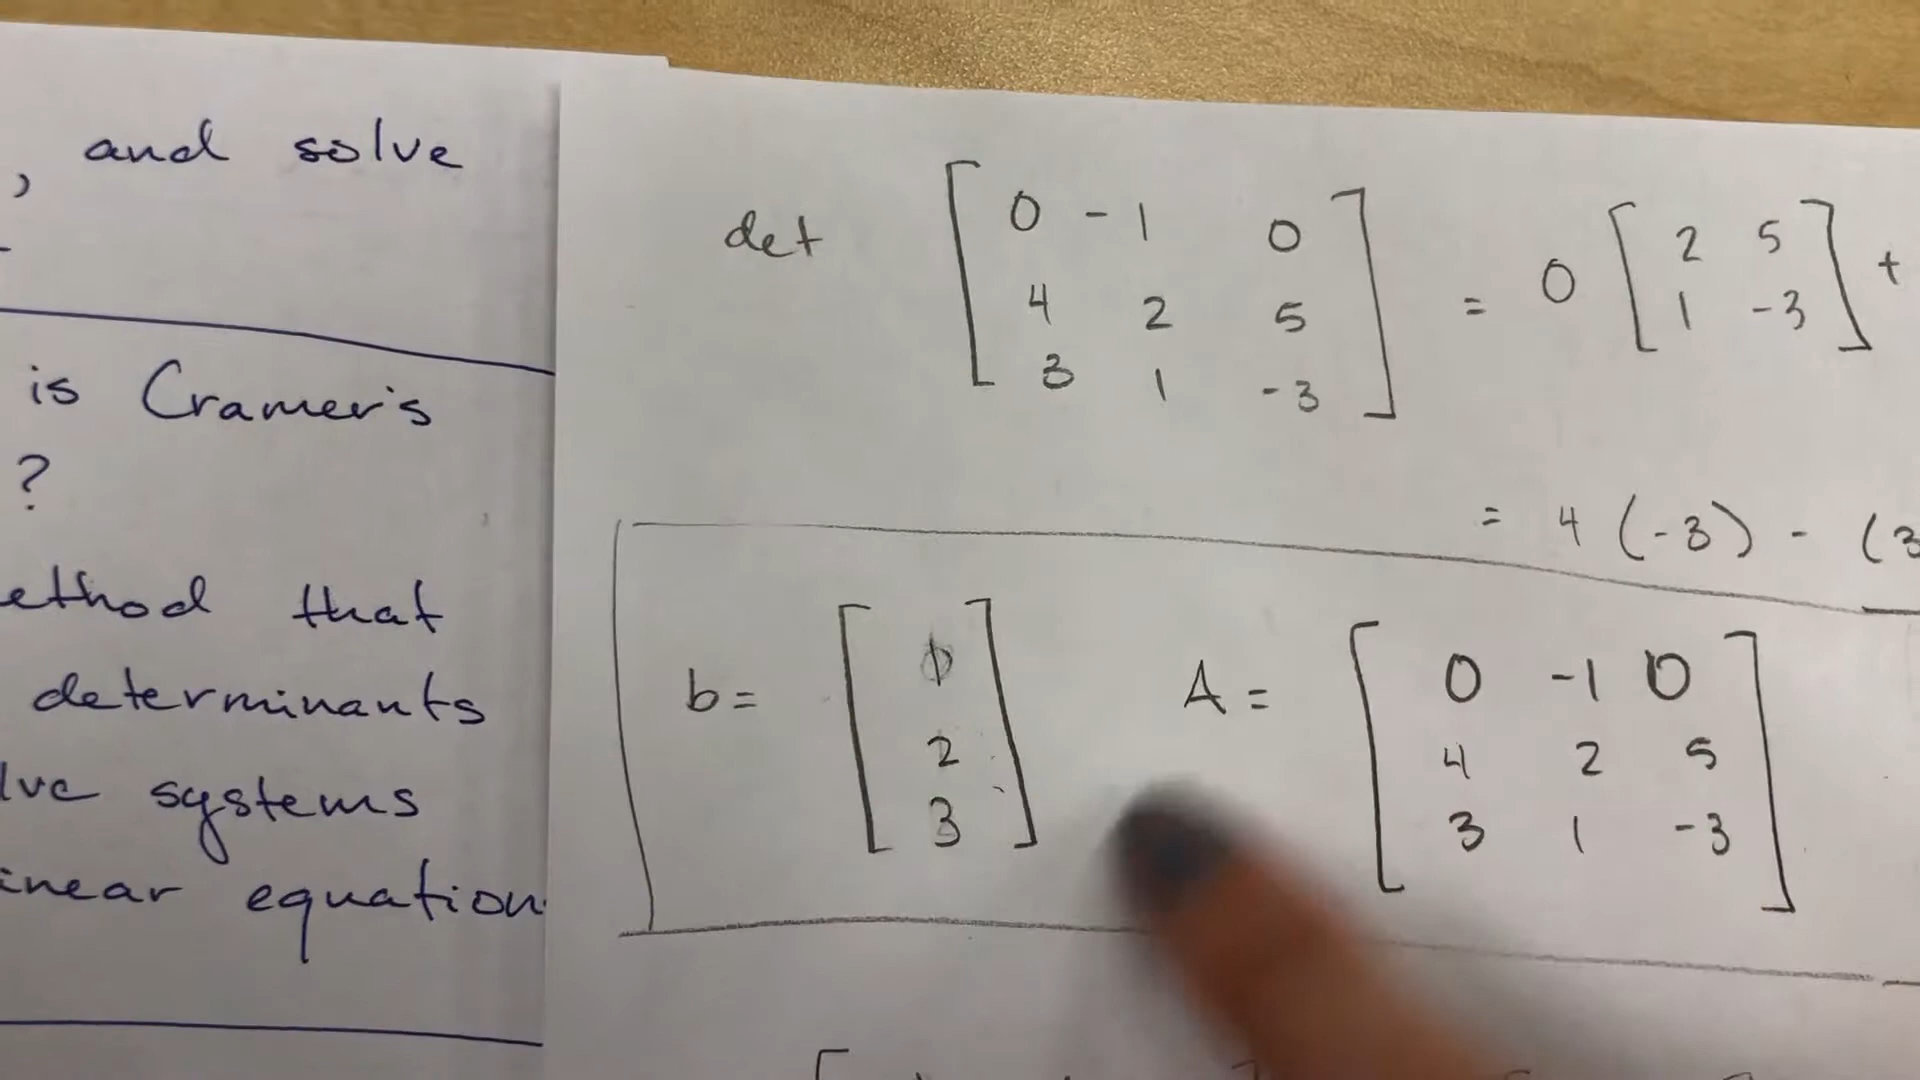 , and solve
is Cramer's
?
ethod that
determinants
lve systems
inear equation
det [ 0 -1 0 ] = 0 [ 2 5 ] +
4 2 5 1 -3
3 1 -3
= 4 (-3) - (3
b = [ 2 3 ] A = [ 0 -1 0
4 2 5
3 1 -3 ]